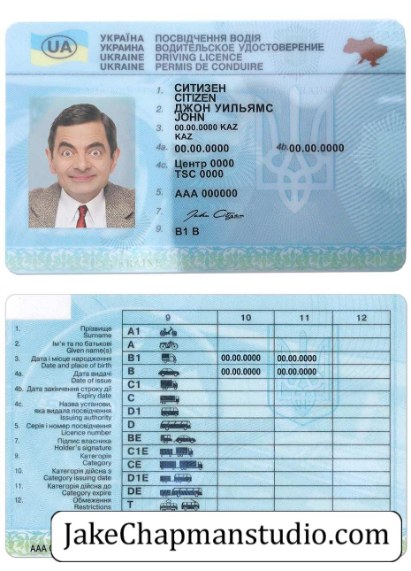 UA
УКРАЇНА ПОСВІДЧЕННЯ ВОДІЯ
УКРАИНА ВОДИТЕЛЬСКОЕ УДОСТОВЕРЕНИЕ
UKRAINE DRIVING LICENCE
UKRAINE PERMIS DE CONDUIRE
1. СИТИЗЕН
CITIZEN
2. ДЖОН УИЛЬЯМС
JOHN
3. 00.00.0000 KAZ
KAZ
4a. 00.00.0000 4b. 00.00.0000
4c. Центр 0000
TSC 0000
5. AAA 000000
7. John Citizen
9. B1 B
9 10 11 12
1. Прізвище A1
Surname
2. Ім'я та по батькові A
Given name(s)
3. Дата і місце народження B1 00.00.0000 00.00.0000
Date and place of birth
4a. Дата видачі B 00.00.0000 00.00.0000
Date of issue
4b. Дата закінчення строку дії C1
Expiry date
4c. Назва установи, C
яка видала посвідчення D1
Issuing authority
5. Серія і номер посвідчення D
Licence number
7. Підпис власника BE
Holder's signature
9. Категорія C1E
Category
10. Категорія дійсна з CE
Category issuing date D1E
11. Категорія дійсна до
Category expire DE
12. Обмеження
Restrictions T
AAA
JakeChapmanstudio.com